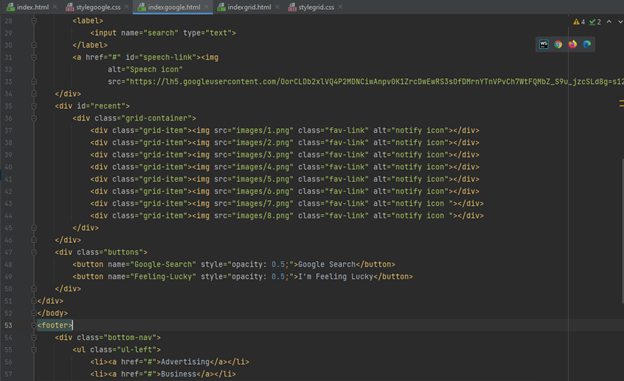 index.html stylegoogle.css indexgoogle.html indexgrid.html stylegrid.css
4 2
28 <label>
29 <input name="search" type="text">
30 </label>
31 <a href="#" id="speech-link"><img
32 alt="Speech icon"
33 src="https://lh5.googleusercontent.com/
34 </div>
35 <div id="recent">
36 <div class="grid-container">
37 <div class="grid-item"><img src="images/1.png" class="fav-link" alt="notify icon"></div>
38 <div class="grid-item"><img src="images/2.png" class="fav-link" alt="notify icon"></div>
39 <div class="grid-item"><img src="images/3.png" class="fav-link" alt="notify icon"></div>
40 <div class="grid-item"><img src="images/4.png" class="fav-link" alt="notify icon"></div>
41 <div class="grid-item"><img src="images/5.png" class="fav-link" alt="notify icon"></div>
42 <div class="grid-item"><img src="images/6.png" class="fav-link" alt="notify icon"></div>
43 <div class="grid-item"><img src="images/7.png" class="fav-link" alt="notify icon "></div>
44 <div class="grid-item"><img src="images/8.png" class="fav-link" alt="notify icon "></div>
45 </div>
46 </div>
47 <div class="buttons">
48 <button name="Google-Search" style="opacity: 0.5;">Google Search</button>
49 <button name="Feeling-Lucky" style="opacity: 0.5;">I'm Feeling Lucky</button>
50 </div>
51 </div>
52 </body>
53 <footer>
54 <div class="bottom-nav">
55 <ul class="ul-left">
56 <li><a href="#">Advertising</a></li>
57 <li><a href="#">Business</a></li>